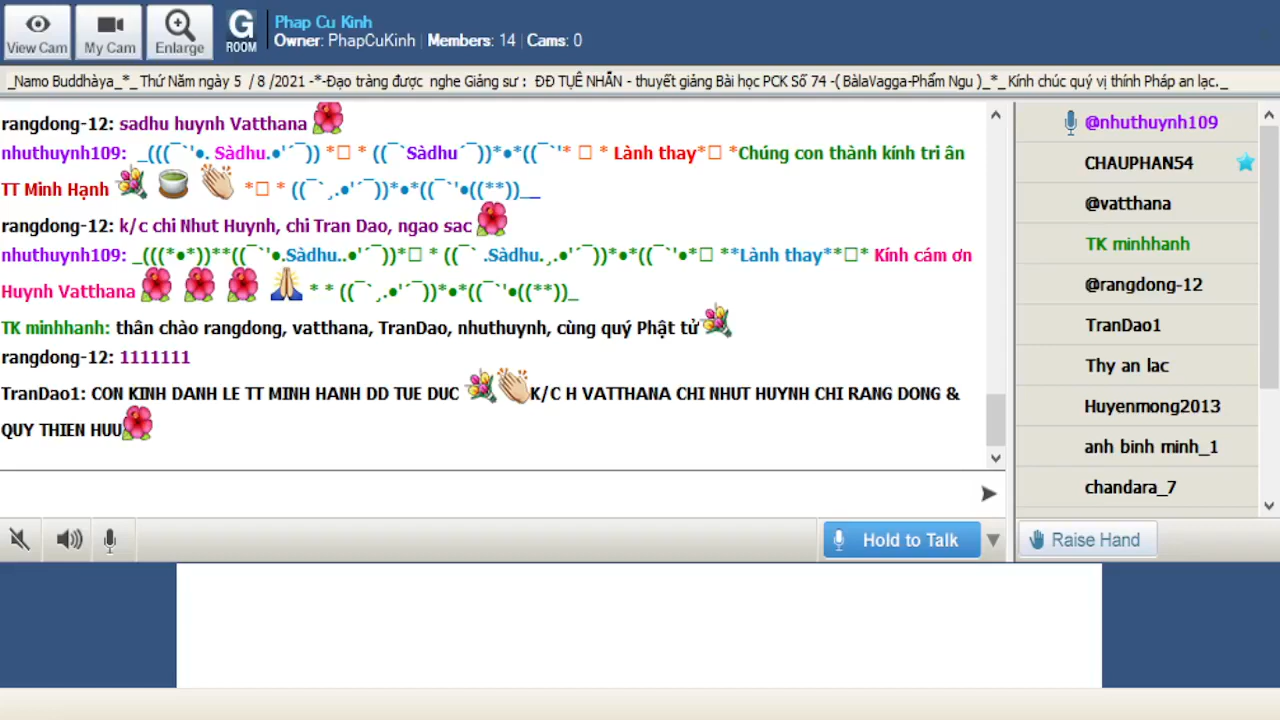 View Cam
My Cam
Enlarge
G
ROOM
Phap Cu Kinh
Owner: PhapCuKinh | Members: 14 | Cams: 0
_Namo Buddhàya_*_ Thứ Năm ngày 5 / 8 /2021 -*-Đạo tràng được nghe Giảng sư : ĐĐ TUỆ NHẪN - thuyết giảng Bài học PCK Số 74 -( BàlaVagga-Phẩm Ngu )_*_ Kính chúc quý vị thính Pháp an lạc._
rangdong-12: sadhu huynh Vatthana
nhuthuynh109: _(((¯`'●. Sàdhu.●'´¯)) *□ * ((¯`Sàdhu´¯))*●*((¯`'* □ * Lành thay*□ *Chúng con thành kính tri ân
TT Minh Hạnh *□ * ((¯`¸.●'´¯))*●*((¯`'●((**))__
rangdong-12: k/c chi Nhut Huynh, chi Tran Dao, ngao sac
nhuthuynh109: _(((*●*))**((¯`'●.Sàdhu..●'´¯))*□ * ((¯` .Sàdhu.¸.●'´¯))*●*((¯`'●*□ **Lành thay**□* Kính cám ơn
Huynh Vatthana * * ((¯`¸.●'´¯))*●*((¯`'●((**))_
TK minhhanh: thân chào rangdong, vatthana, TranDao, nhuthuynh, cùng quý Phật tử
rangdong-12: 1111111
TranDao1: CON KINH DANH LE TT MINH HANH DD TUE DUC K/C H VATTHANA CHI NHUT HUYNH CHI RANG DONG &
QUY THIEN HUU
@nhuthuynh109
CHAUPHAN54
@vatthana
TK minhhanh
@rangdong-12
TranDao1
Thy an lac
Huyenmong2013
anh binh minh_1
chandara_7
Hold to Talk
Raise Hand